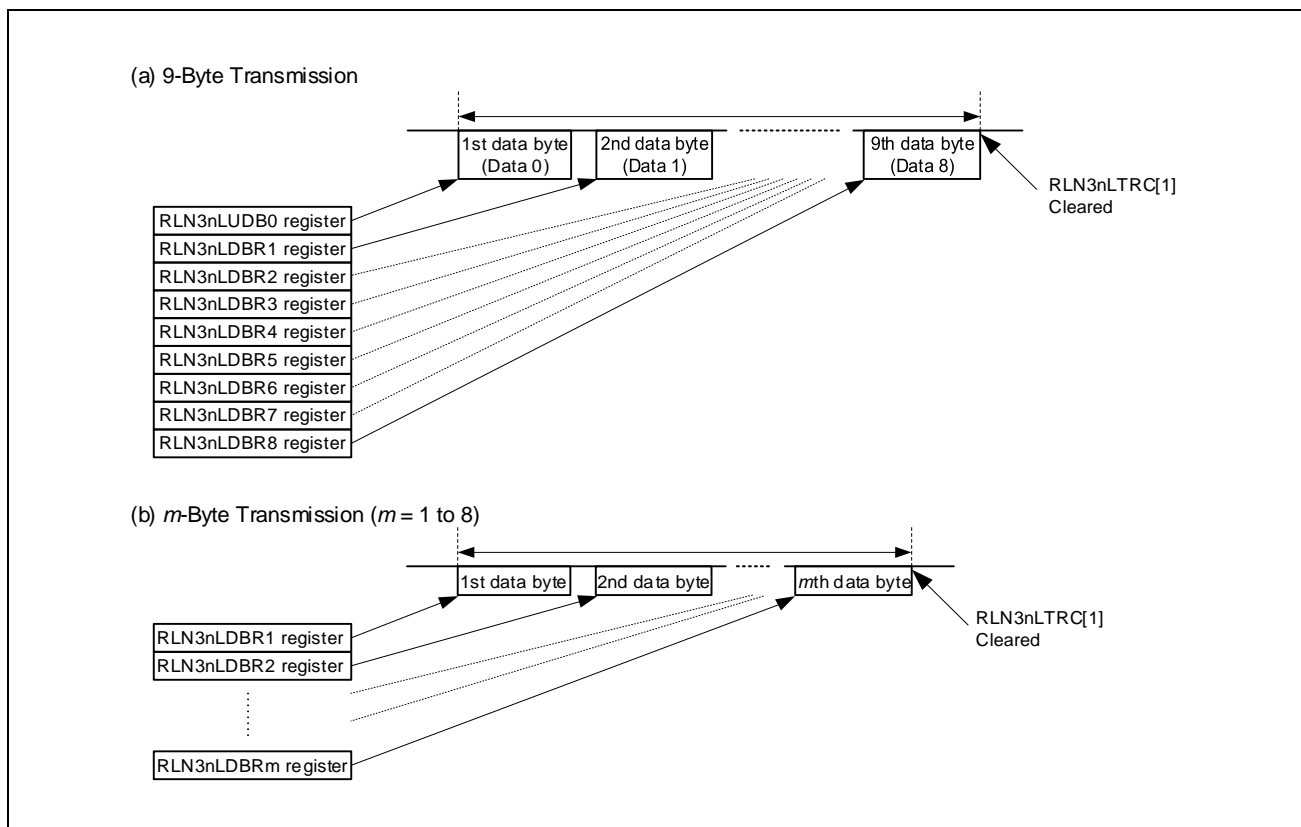 (a) 9-Byte Transmission
1st data byte
(Data 0)
2nd data byte
(Data 1)
9th data byte
(Data 8)
RLN3nLTRC[1]
Cleared
RLN3nLUDB0 register
RLN3nLDBR1 register
RLN3nLDBR2 register
RLN3nLDBR3 register
RLN3nLDBR4 register
RLN3nLDBR5 register
RLN3nLDBR6 register
RLN3nLDBR7 register
RLN3nLDBR8 register
(b) m-Byte Transmission (m = 1 to 8)
1st data byte
2nd data byte
mth data byte
RLN3nLTRC[1]
Cleared
RLN3nLDBR1 register
RLN3nLDBR2 register
RLN3nLDBRm register